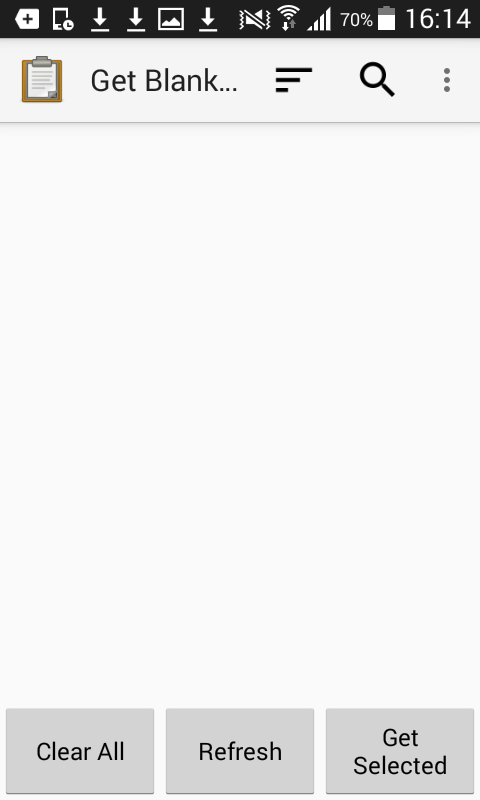 70% 16:14
Get Blank...
Clear All
Refresh
Get
Selected